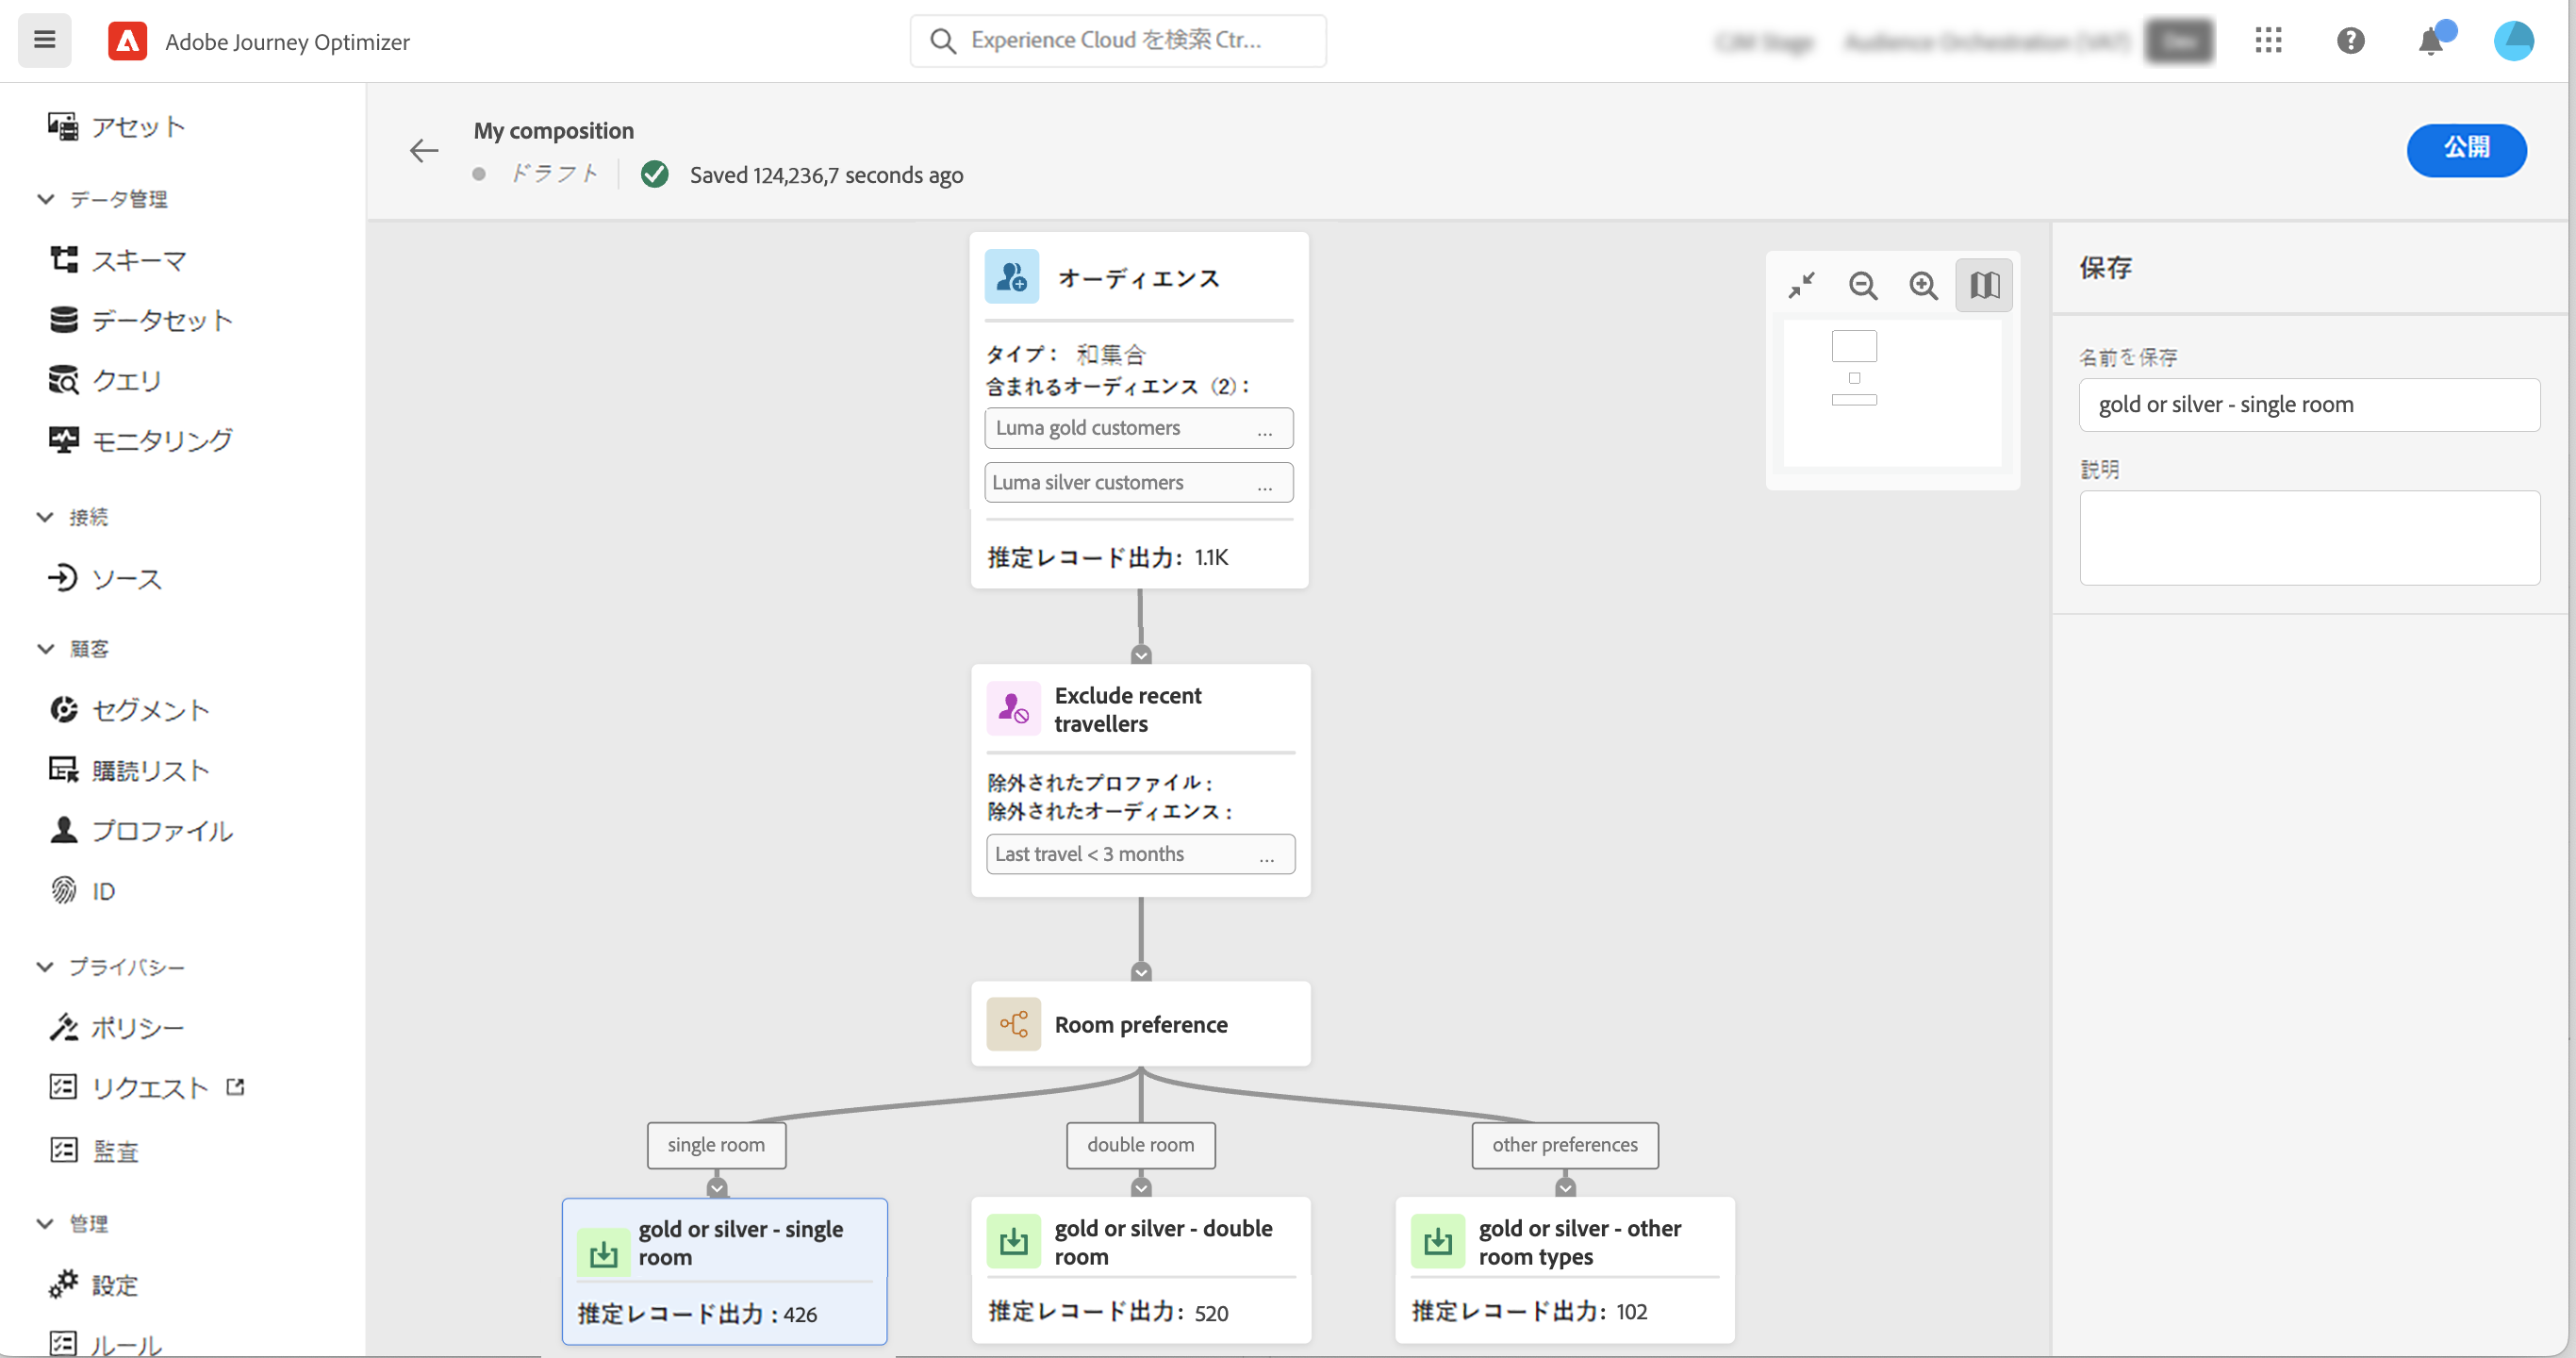 Adobe Journey Optimizer
Experience Cloud を検索 Ctr...
アセット
データ管理
スキーマ
データセット
クエリ
モニタリング
接続
ソース
顧客
セグメント
購読リスト
プロファイル
ID
プライバシー
ポリシー
リクエスト
監査
管理
設定
ルール
My composition
ドラフト
Saved 124,236,7 seconds ago
公開
オーディエンス
タイプ： 和集合
含まれるオーディエンス（2）：
Luma gold customers ...
Luma silver customers ...
推定レコード出力： 1.1K
Exclude recent
travellers
除外されたプロファイル：
除外されたオーディエンス：
Last travel < 3 months ...
Room preference
single room
double room
other preferences
gold or silver - single
room
推定レコード出力：426
gold or silver - double
room
推定レコード出力： 520
gold or silver - other
room types
推定レコード出力： 102
保存
名前を保存
gold or silver - single room
説明